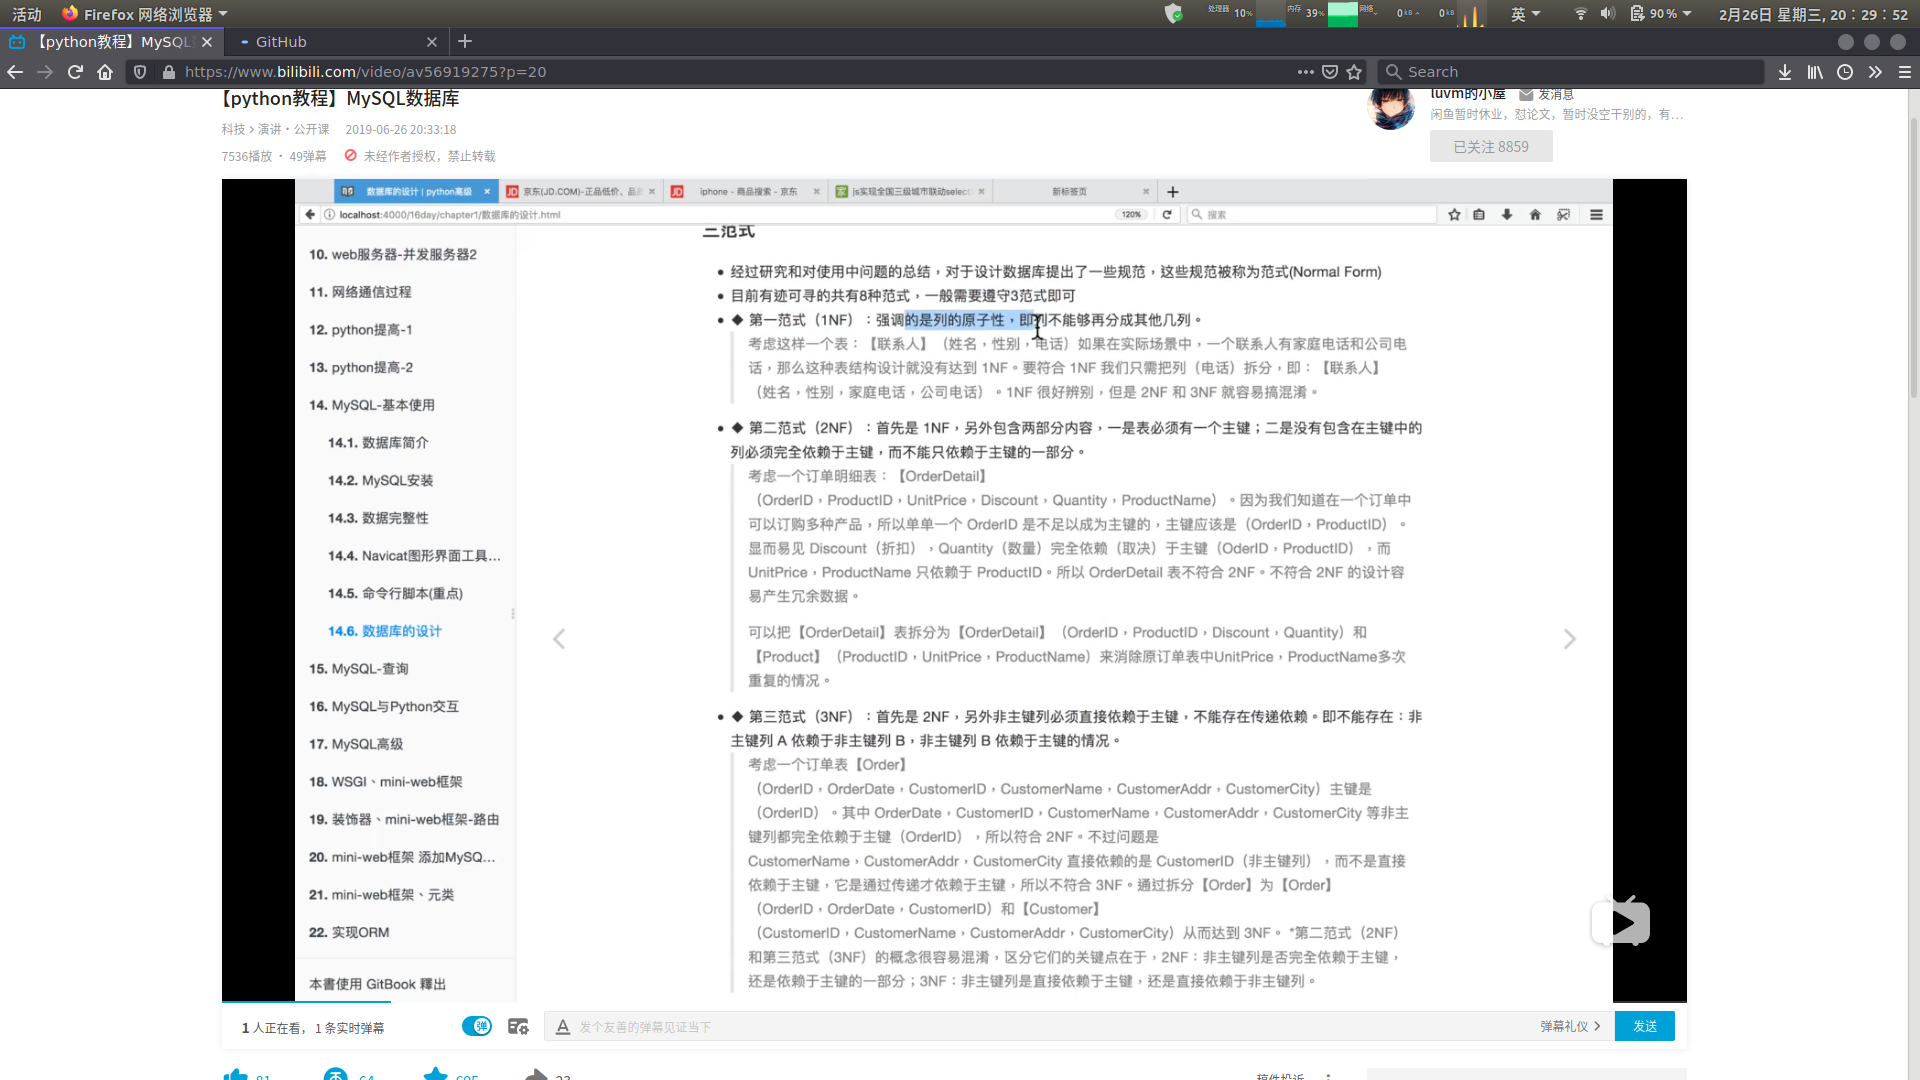 活动 Firefox 网络浏览器 处理器 10% 内存 39% 网络 0kB 0kB 英 90% 2月26日 星期三, 20:29:52
【python教程】MySQL GitHub
https://www.bilibili.com/video/av56919275?p=20 Search
【python教程】MySQL数据库
luvm的小屋 发消息
科技 > 演讲·公开课 2019-06-26 20:33:18
闲鱼暂时休业，怼论文，暂时没空干别的，有…
7536播放 · 49弹幕 未经作者授权，禁止转载
已关注 8859
数据库的设计 | python高级 京东(JD.COM)-正品低价、品 iphone - 商品搜索 - 京东 js实现全国三级城市联动select 新标签页
localhost:4000/16day/chapter1/数据库的设计.html 120% 搜索
10. web服务器-并发服务器2
11. 网络通信过程
12. python提高-1
13. python提高-2
14. MySQL-基本使用
14.1. 数据库简介
14.2. MySQL安装
14.3. 数据完整性
14.4. Navicat图形界面工具…
14.5. 命令行脚本(重点)
14.6. 数据库的设计
15. MySQL-查询
16. MySQL与Python交互
17. MySQL高级
18. WSGI、mini-web框架
19. 装饰器、mini-web框架-路由
20. mini-web框架 添加MySQ...
21. mini-web框架、元类
22. 实现ORM
本書使用 GitBook 釋出
三范式
经过研究和对使用中问题的总结，对于设计数据库提出了一些规范，这些规范被称为范式(Normal Form)
目前有迹可寻的共有8种范式，一般需要遵守3范式即可
◆ 第一范式（1NF）：强调的是列的原子性，即列不能够再分成其他几列。
考虑这样一个表：【联系人】（姓名，性别，电话）如果在实际场景中，一个联系人有家庭电话和公司电
话，那么这种表结构设计就没有达到 1NF。要符合 1NF 我们只需把列（电话）拆分，即：【联系人】
（姓名，性别，家庭电话，公司电话）。1NF 很好辨别，但是 2NF 和 3NF 就容易搞混淆。
◆ 第二范式（2NF）：首先是 1NF，另外包含两部分内容，一是表必须有一个主键；二是没有包含在主键中的
列必须完全依赖于主键，而不能只依赖于主键的一部分。
考虑一个订单明细表：【OrderDetail】
（OrderID，ProductID，UnitPrice，Discount，Quantity，ProductName）。因为我们知道在一个订单中
可以订购多种产品，所以单单一个 OrderID 是不足以成为主键的，主键应该是（OrderID，ProductID）。
显而易见 Discount（折扣），Quantity（数量）完全依赖（取决）于主键（OderID，ProductID），而
UnitPrice，ProductName 只依赖于 ProductID。所以 OrderDetail 表不符合 2NF。不符合 2NF 的设计容
易产生冗余数据。
可以把【OrderDetail】表拆分为【OrderDetail】（OrderID，ProductID，Discount，Quantity）和
【Product】（ProductID，UnitPrice，ProductName）来消除原订单表中UnitPrice，ProductName多次
重复的情况。
◆ 第三范式（3NF）：首先是 2NF，另外非主键列必须直接依赖于主键，不能存在传递依赖。即不能存在：非
主键列 A 依赖于非主键列 B，非主键列 B 依赖于主键的情况。
考虑一个订单表【Order】
（OrderID，OrderDate，CustomerID，CustomerName，CustomerAddr，CustomerCity）主键是
（OrderID）。其中 OrderDate，CustomerID，CustomerName，CustomerAddr，CustomerCity 等非主
键列都完全依赖于主键（OrderID），所以符合 2NF。不过问题是
CustomerName，CustomerAddr，CustomerCity 直接依赖的是 CustomerID（非主键列），而不是直接
依赖于主键，它是通过传递才依赖于主键，所以不符合 3NF。通过拆分【Order】为【Order】
（OrderID，OrderDate，CustomerID）和【Customer】
（CustomerID，CustomerName，CustomerAddr，CustomerCity）从而达到 3NF。 *第二范式（2NF）
和第三范式（3NF）的概念很容易混淆，区分它们的关键点在于，2NF：非主键列是否完全依赖于主键，
还是依赖于主键的一部分；3NF：非主键列是直接依赖于主键，还是直接依赖于非主键列。
1 人正在看， 1 条实时弹幕 弹 发个友善的弹幕见证当下 弹幕礼仪 > 发送
81 64 605 23 稿件投诉